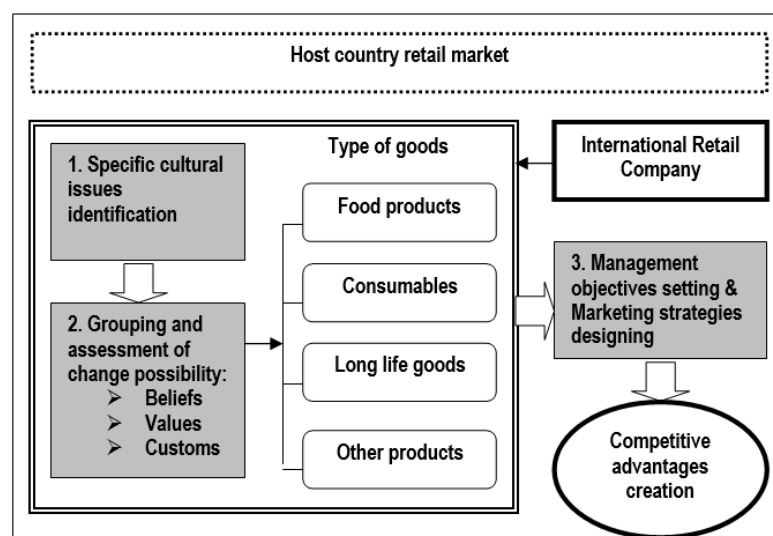 Host country retail market
Type of goods
1. Specific cultural
issues
identification
2. Grouping and
assessment of
change possibility:
➢ Beliefs
➢ Values
➢ Customs
Food products
Consumables
Long life goods
Other products
International Retail
Company
3. Management
objectives setting &
Marketing strategies
designing
Competitive
advantages
creation